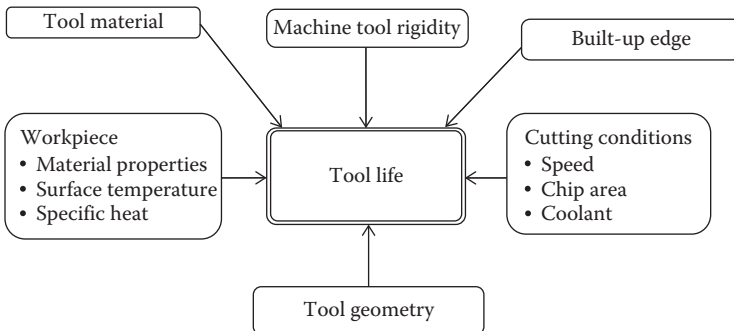 Tool material
Machine tool rigidity
Built-up edge
Workpiece
• Material properties
• Surface temperature
• Specific heat
Tool life
Cutting conditions
• Speed
• Chip area
• Coolant
Tool geometry